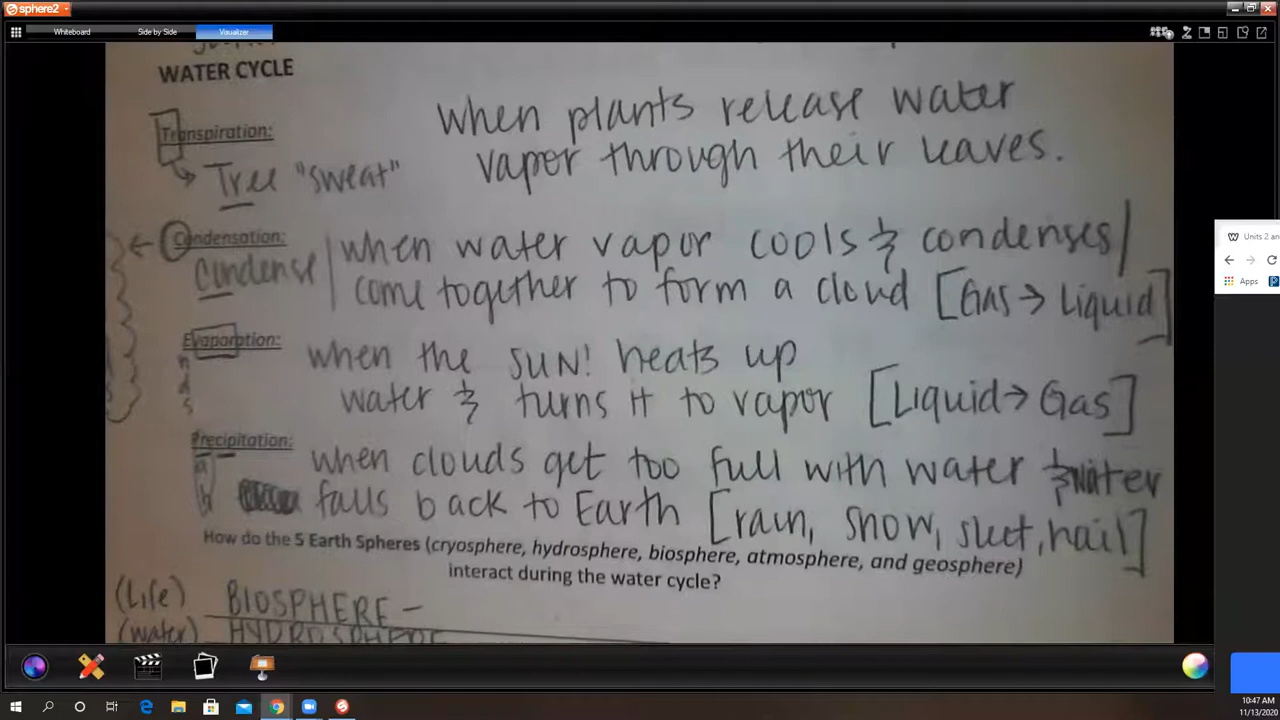 sphere2
Whiteboard
Side by Side
Visualizer
WATER CYCLE
Transpiration:
Tree "sweat"
when plants release water
vapor through their leaves.
Condensation:
Condense
when water vapor cools & condenses/
come together to form a cloud [Gas → Liquid]
Evaporation:
n
d
s
when the SUN! heats up
water & turns it to vapor [Liquid → Gas]
Precipitation:
a
b
when clouds get too full with water & water
falls back to Earth [rain, snow, sleet, hail]
How do the 5 Earth Spheres (cryosphere, hydrosphere, biosphere, atmosphere, and geosphere)
interact during the water cycle?
(Life) BIOSPHERE -
(water) HYDROSPHERE
Units 2 an
Apps
10:47 AM
11/13/2020